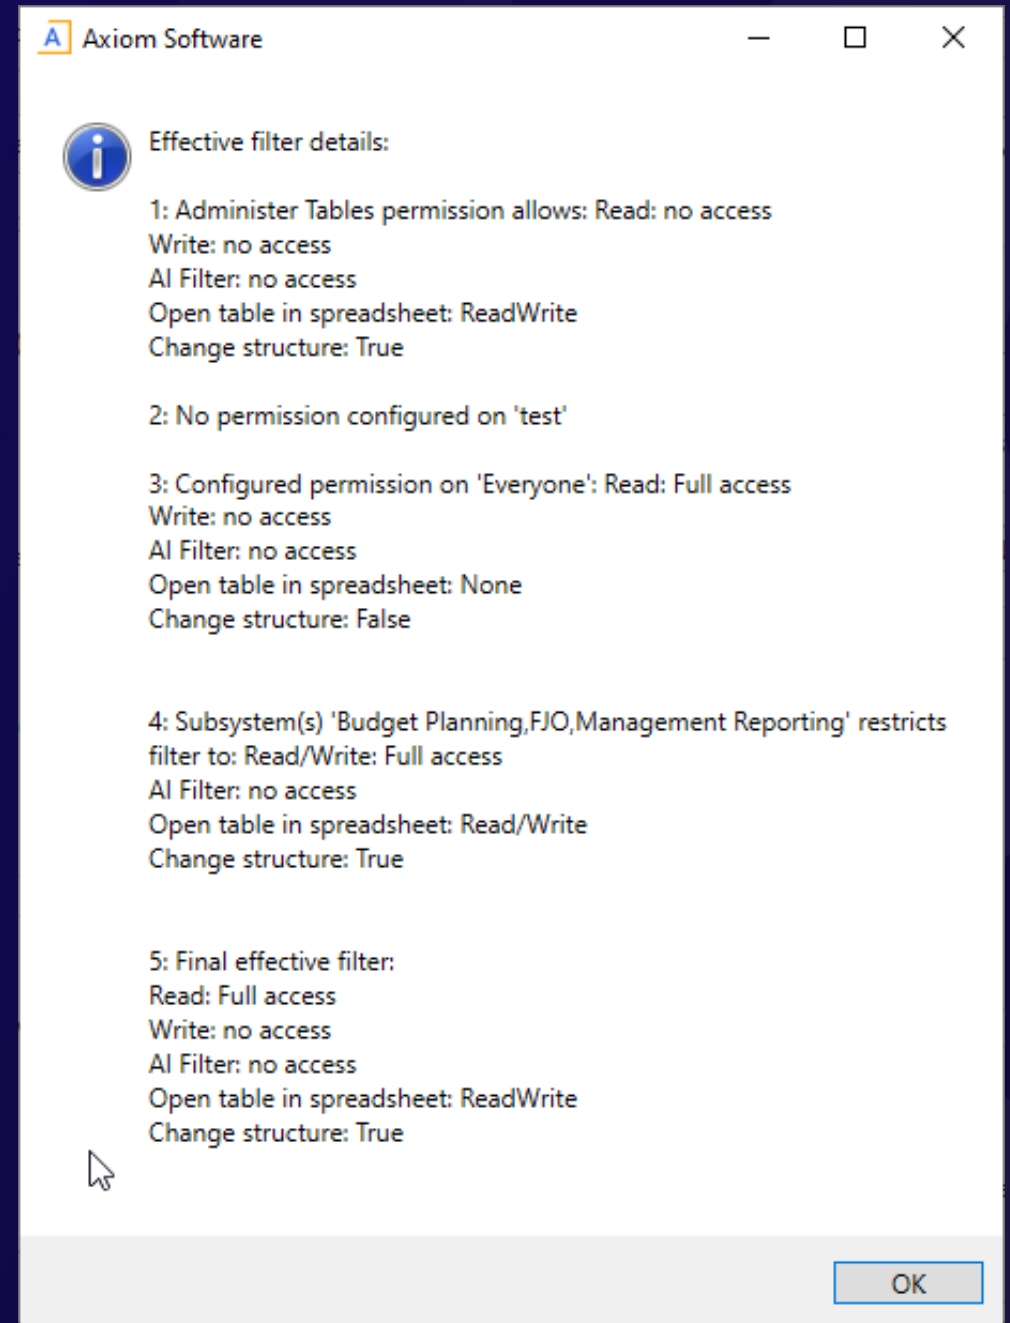 A Axiom Software
Effective filter details:
1: Administer Tables permission allows: Read: no access
Write: no access
AI Filter: no access
Open table in spreadsheet: ReadWrite
Change structure: True
2: No permission configured on 'test'
3: Configured permission on 'Everyone': Read: Full access
Write: no access
AI Filter: no access
Open table in spreadsheet: None
Change structure: False
4: Subsystem(s) 'Budget Planning,FJO,Management Reporting' restricts
filter to: Read/Write: Full access
AI Filter: no access
Open table in spreadsheet: Read/Write
Change structure: True
5: Final effective filter:
Read: Full access
Write: no access
AI Filter: no access
Open table in spreadsheet: ReadWrite
Change structure: True
OK